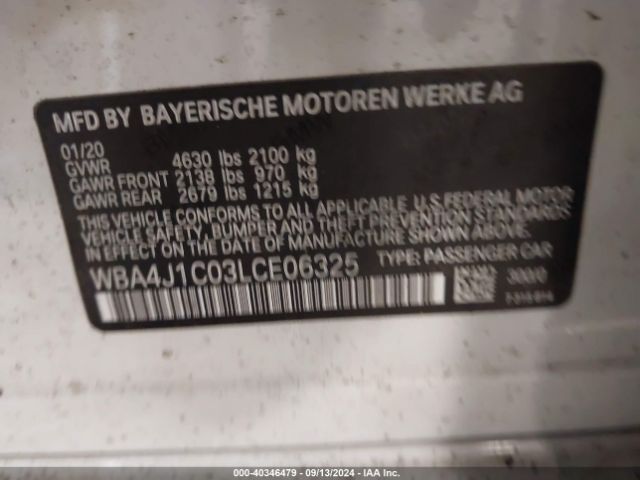 MFD BY BAYERISCHE MOTOREN WERKE AG
01/20
GVWR 4630 lbs 2100 kg
GAWR FRONT 2138 lbs 970 kg
GAWR REAR 2679 lbs 1215 kg
THIS VEHICLE CONFORMS TO ALL APPLICABLE U.S. FEDERAL MOTOR
VEHICLE SAFETY, BUMPER AND THEFT PREVENTION STANDARDS
IN EFFECT ON THE DATE OF MANUFACTURE SHOWN ABOVE.
WBA4J1C03LCE06325 TYPE: PASSENGER CAR
300/0
000-40346479 - 09/13/2024 - IAA Inc.